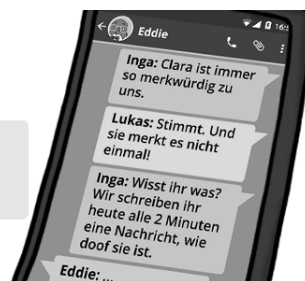 16:
Eddie
Inga: Clara ist immer
so merkwürdig zu
uns.
Lukas: Stimmt. Und
sie merkt es nicht
einmal!
Inga: Wisst ihr was?
Wir schreiben ihr
heute alle 2 Minuten
eine Nachricht, wie
doof sie ist.
Eddie: ...